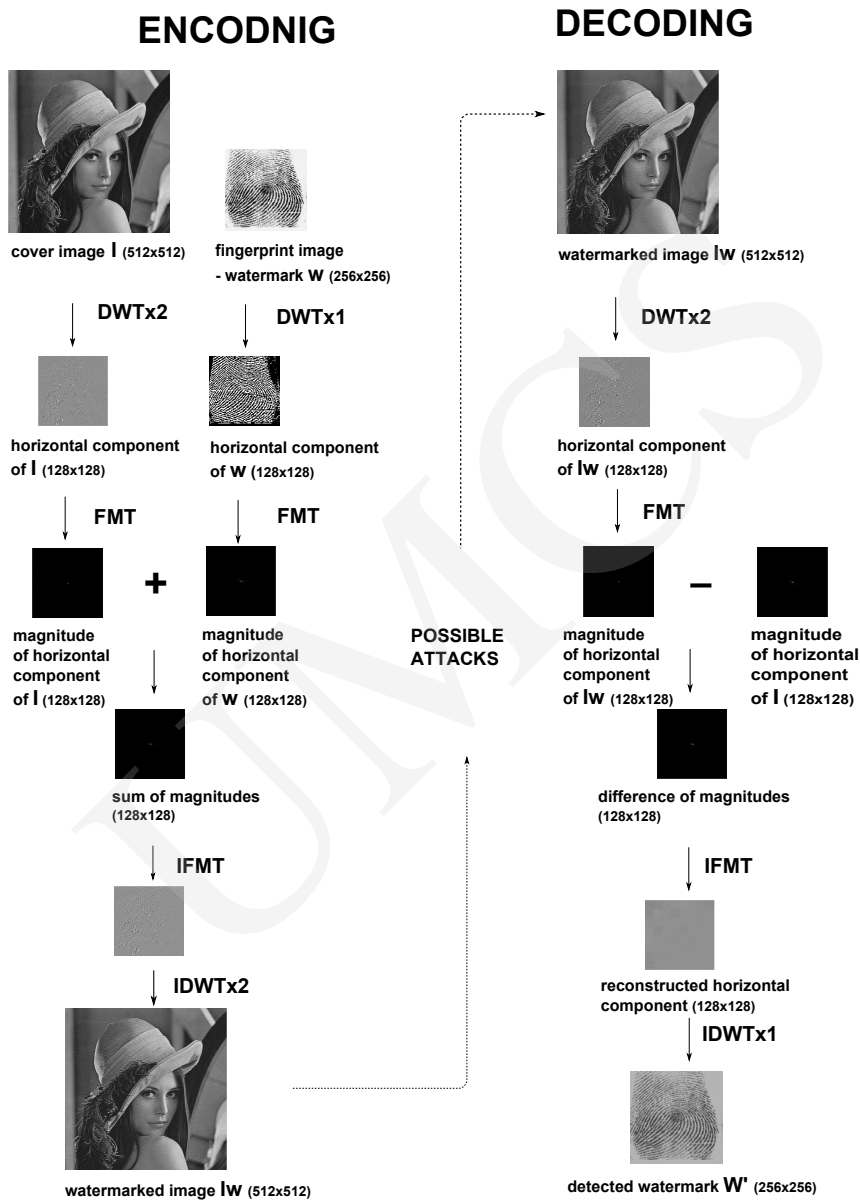 ENCODNIG
cover image I (512x512)
fingerprint image
- watermark w (256x256)
DWTx2
DWTx1
horizontal component
of I (128x128)
horizontal component
of w (128x128)
FMT
FMT
+
magnitude
of horizontal
component
of I (128x128)
magnitude
of horizontal
component
of w (128x128)
sum of magnitudes
(128x128)
IFMT
IDWTx2
watermarked image Iw (512x512)
POSSIBLE
ATTACKS
DECODING
watermarked image Iw (512x512)
DWTx2
horizontal component
of Iw (128x128)
FMT
–
magnitude
of horizontal
component
of Iw (128x128)
magnitude
of horizontal
component
of I (128x128)
difference of magnitudes
(128x128)
IFMT
reconstructed horizontal
component (128x128)
IDWTx1
detected watermark W' (256x256)
UMCS